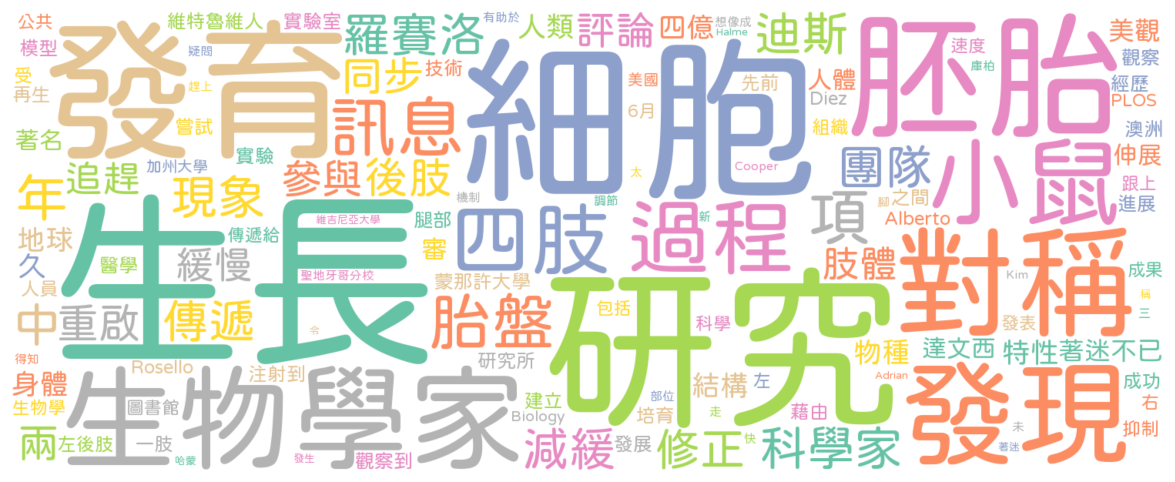 公共
維特魯維人
實驗室
有助於
人類
評論
四億
想像成
Halme
迪斯
美觀
模型
疑問
發育
羅賽洛
同步
技術
細胞
美國
先前
人體
Diez
胚胎
速度
庫柏
觀察
經歷
PLOS
受
再生
趕上
嘗試
訊息
6月
組織
澳洲
著名
實驗
加州大學
追趕
參與
後肢
太
Cooper
團隊
小鼠
伸展
跟上
進展
年
現象
機制
調節
腳
之間
Alberto
生長
維吉尼亞大學
腿部
四肢
過程
新
項
地球
傳遞給
審
久
醫學
緩慢
聖地牙哥分校
蒙那許大學
肢體
對稱
成果
人員
中
重啟
傳遞
令
胎盤
研究
包括
科學
Kim
稱
三
發表
得知
Rosello
注射到
研究所
物種
達文西
特性
著迷不已
身體
生物學家
結構
左
Adrian
發現
成功
右
生物學
圖書館
建立
Biology
部位
培育
走
藉由
抑制
兩
左後肢
一肢
哈蒙
發生
觀察到
減緩
發展
修正
快
科學家
未
著迷